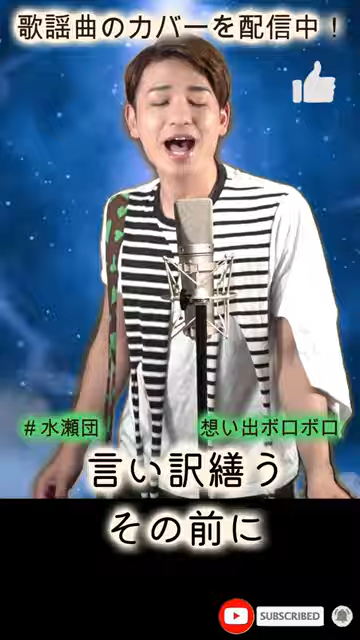 歌謡曲のカバーを配信中！
#水瀬団
想い出ボロボロ
言い訳繕う
その前に
SUBSCRIBED